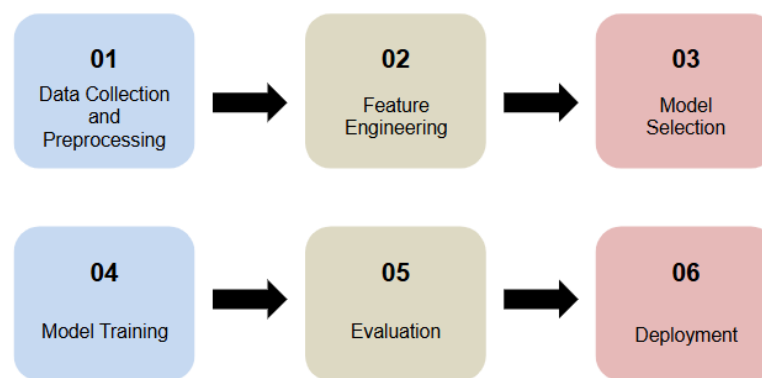 01
Data Collection
and
Preprocessing
02
Feature
Engineering
03
Model
Selection
04
Model Training
05
Evaluation
06
Deployment